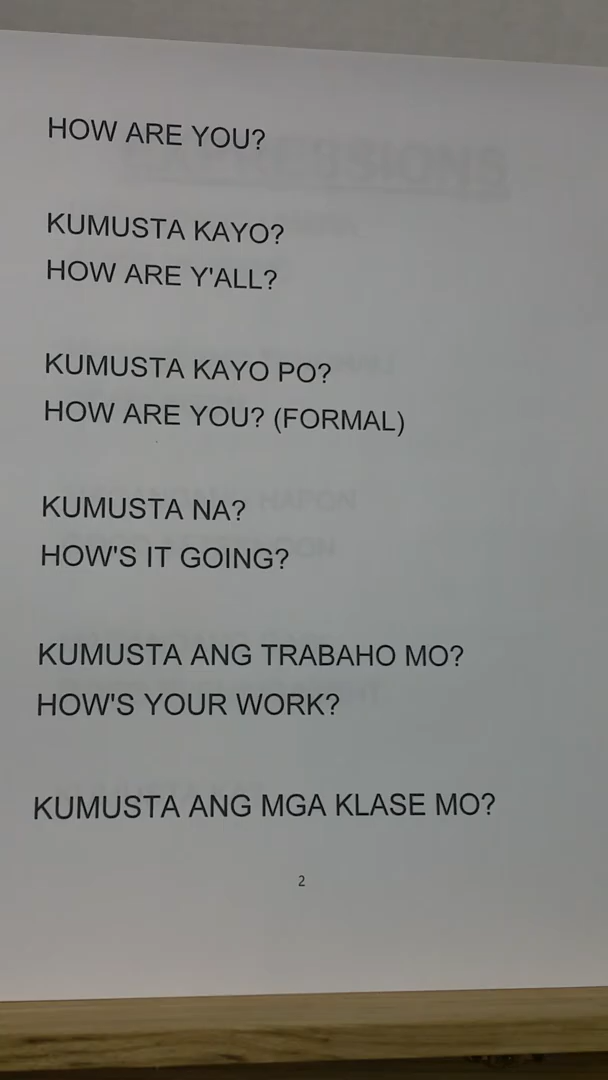 HOW ARE YOU?
KUMUSTA KAYO?
HOW ARE Y'ALL?
KUMUSTA KAYO PO?
HOW ARE YOU? (FORMAL)
KUMUSTA NA?
HOW'S IT GOING?
KUMUSTA ANG TRABAHO MO?
HOW'S YOUR WORK?
KUMUSTA ANG MGA KLASE MO?
2